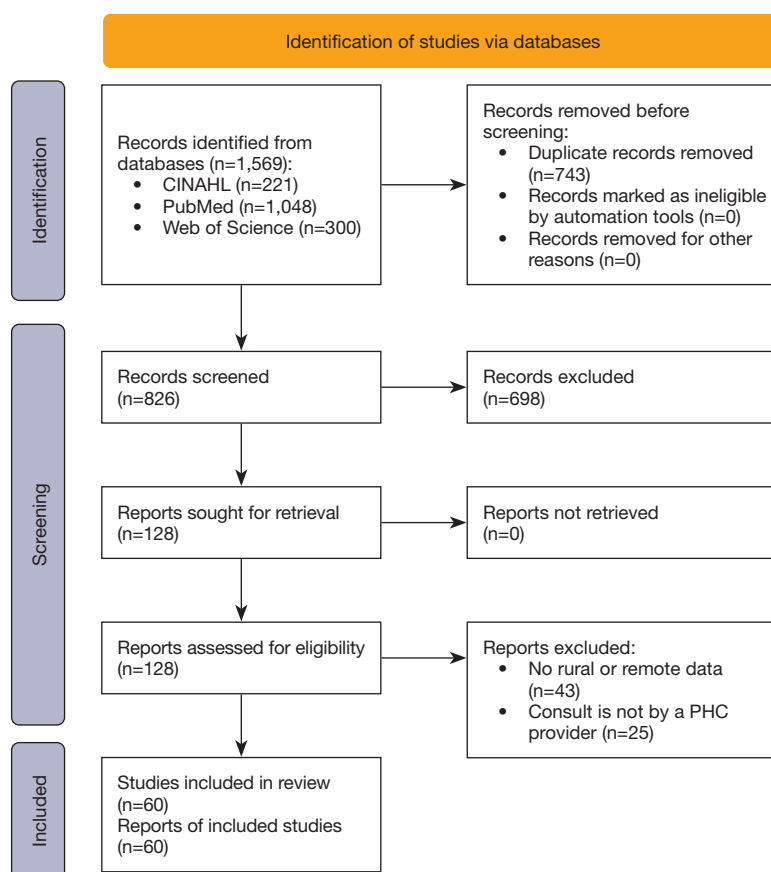 Identification of studies via databases
Identification
Records identified from
databases (n=1,569):
• CINAHL (n=221)
• PubMed (n=1,048)
• Web of Science (n=300)
Records removed before
screening:
• Duplicate records removed
(n=743)
• Records marked as ineligible
by automation tools (n=0)
• Records removed for other
reasons (n=0)
Screening
Records screened
(n=826)
Records excluded
(n=698)
Reports sought for retrieval
(n=128)
Reports not retrieved
(n=0)
Reports assessed for eligibility
(n=128)
Reports excluded:
• No rural or remote data
(n=43)
• Consult is not by a PHC
provider (n=25)
Included
Studies included in review
(n=60)
Reports of included studies
(n=60)